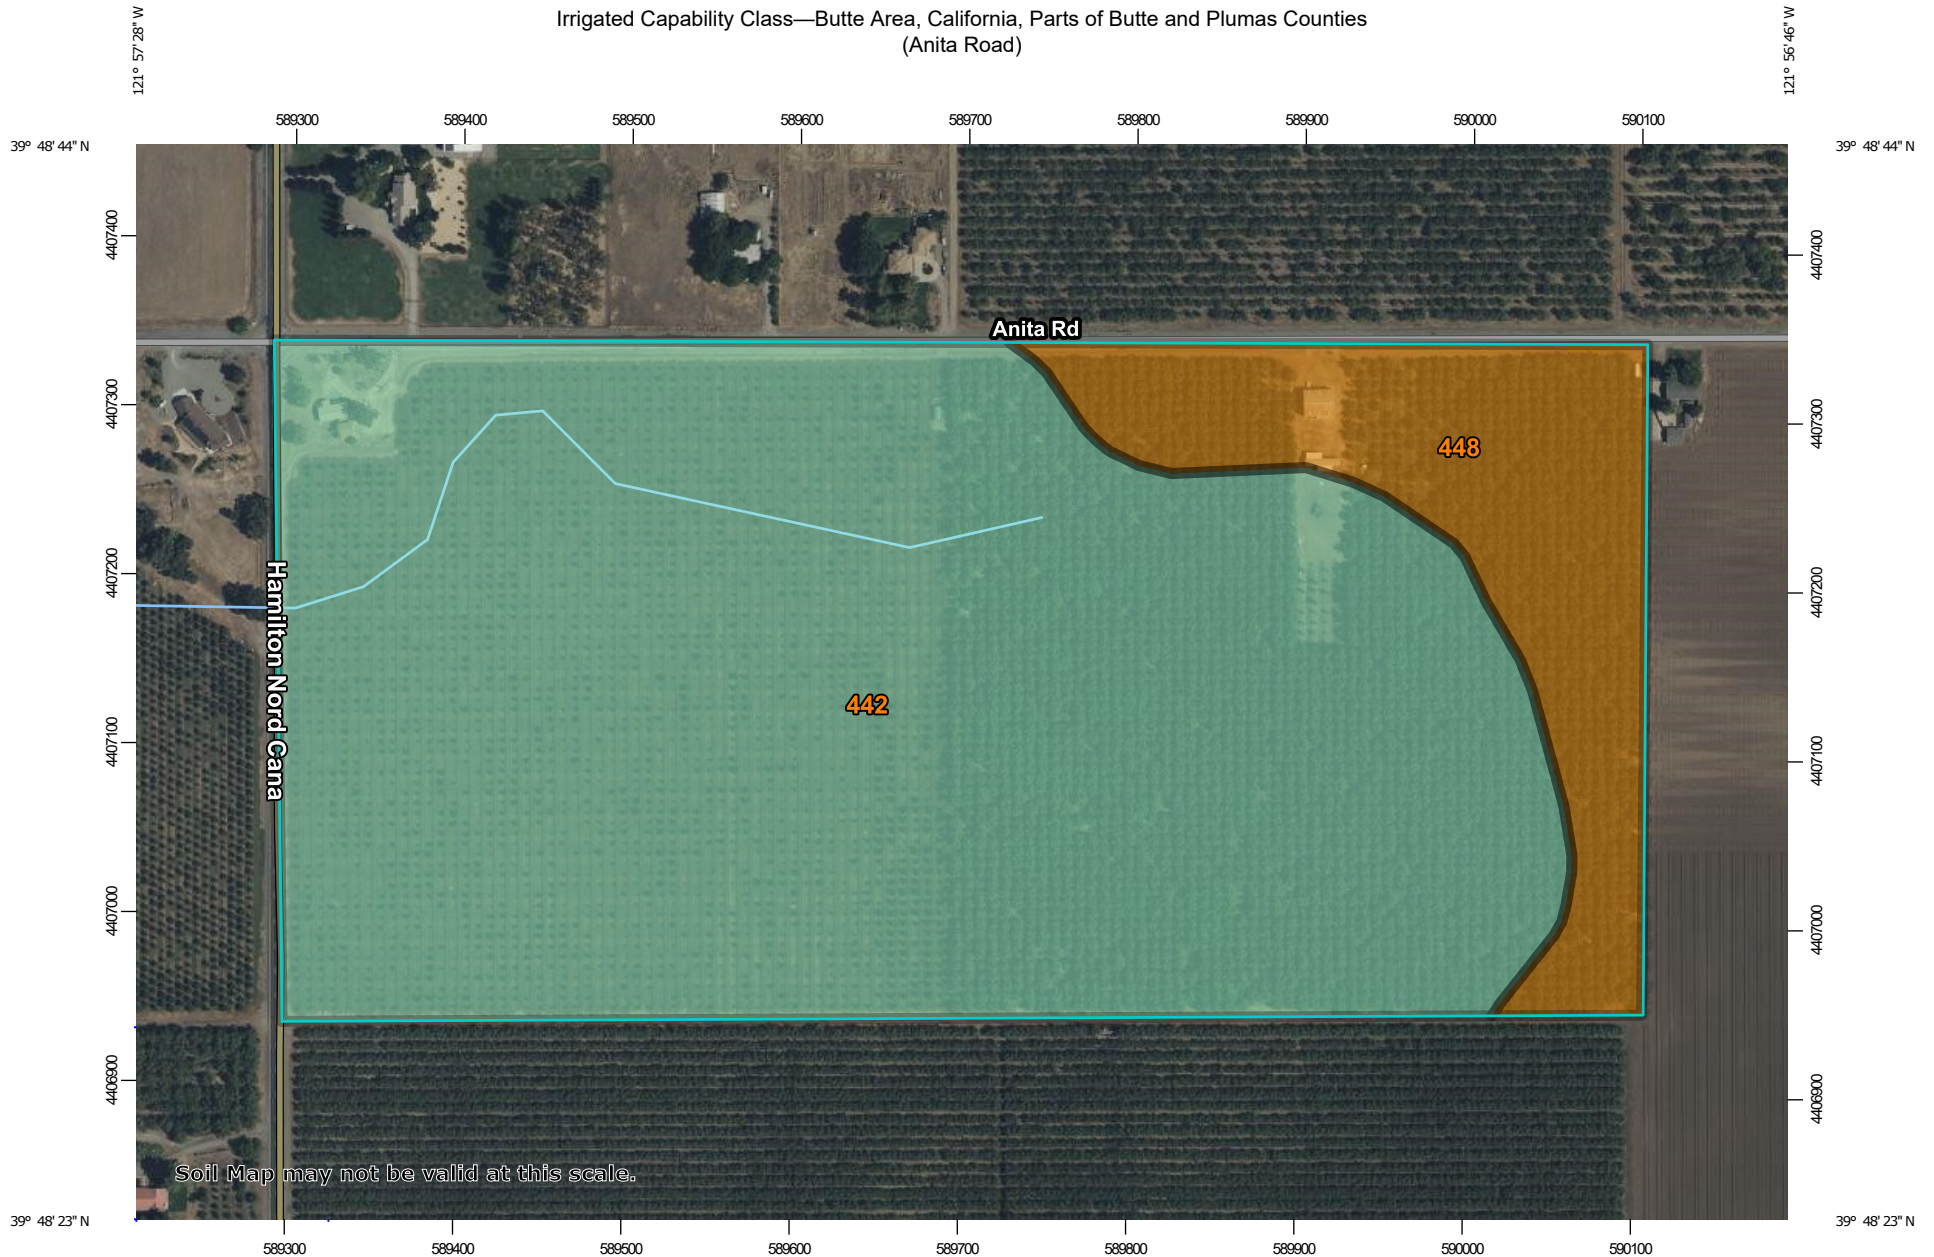 Irrigated Capability Class—Butte Area, California, Parts of Butte and Plumas Counties
(Anita Road)
121° 57' 28" W
121° 56' 46" W
589300
589400
589500
589600
589700
589800
589900
590000
590100
39° 48' 44" N
39° 48' 44" N
4407400
4407400
Anita Rd
4407300
4407300
448
4407200
4407200
Hamilton Nord Cana
442
4407100
4407100
4407000
4407000
4406900
4406900
Soil Map may not be valid at this scale.
39° 48' 23" N
39° 48' 23" N
589300
589400
589500
589600
589700
589800
589900
590000
590100